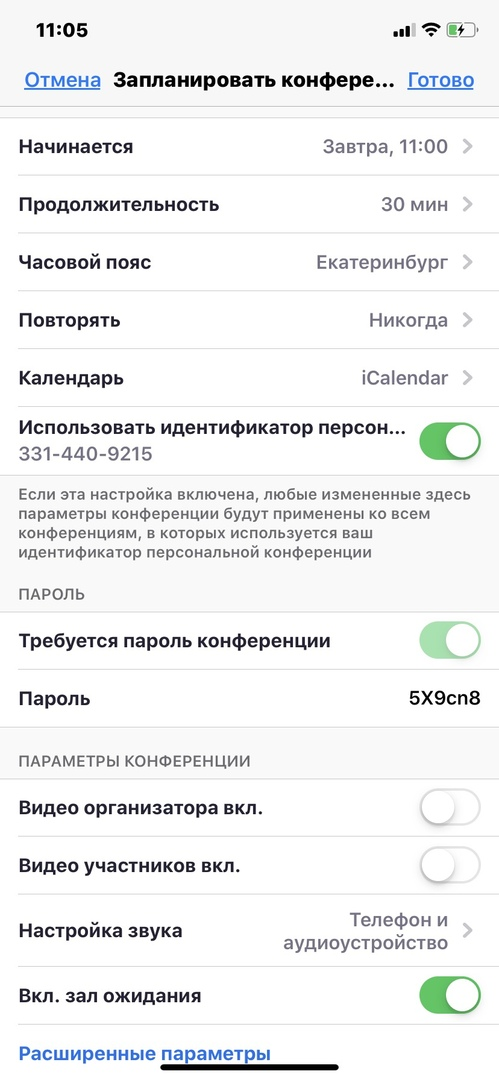 11:05
Отмена Запланировать конфере... Готово
Начинается Завтра, 11:00
Продолжительность 30 мин
Часовой пояс Екатеринбург
Повторять Никогда
Календарь iCalendar
Использовать идентификатор персон...
331-440-9215
Если эта настройка включена, любые измененные здесь
параметры конференции будут применены ко всем
конференциям, в которых используется ваш
идентификатор персональной конференции
ПАРОЛЬ
Требуется пароль конференции
Пароль 5X9cn8
ПАРАМЕТРЫ КОНФЕРЕНЦИИ
Видео организатора вкл.
Видео участников вкл.
Настройка звука Телефон и
аудиоустройство
Вкл. зал ожидания
Расширенные параметры